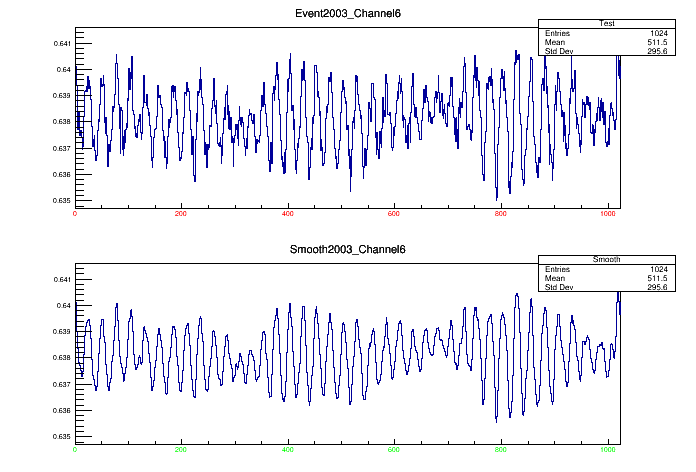 Event2003_Channel6
Test
Entries 1024
Mean 511.5
Std Dev 295.6
0.641
0.64
0.639
0.638
0.637
0.636
0.635
0 200 400 600 800 1000
Smooth2003_Channel6
Smooth
Entries 1024
Mean 511.5
Std Dev 295.6
0.641
0.64
0.639
0.638
0.637
0.636
0.635
0 200 400 600 800 1000